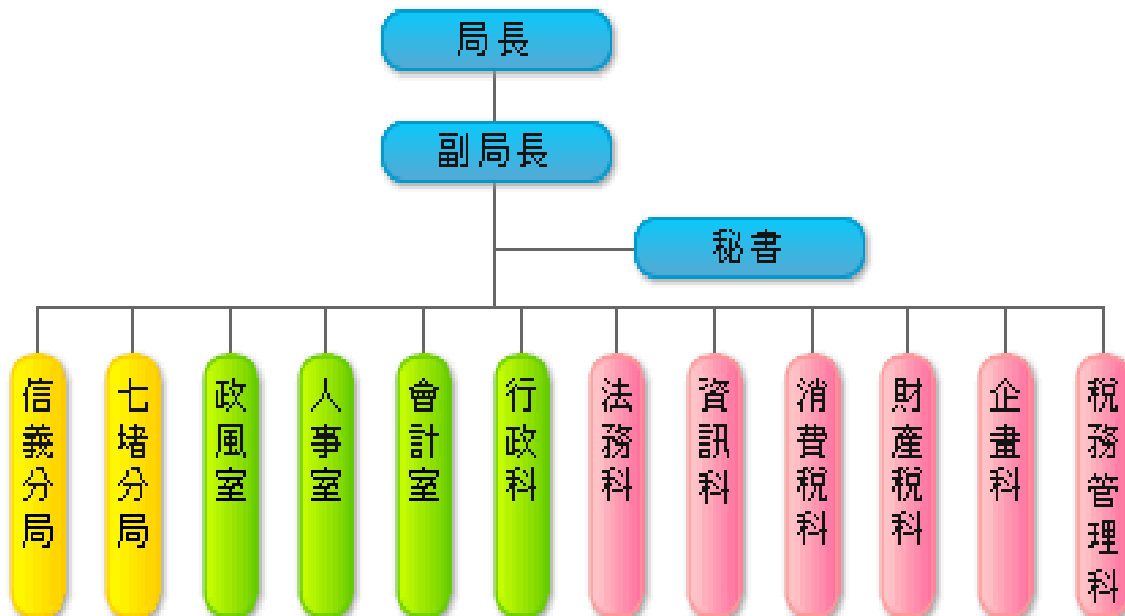 局長
副局長
秘書
信義分局
七堵分局
政風室
人事室
會計室
行政科
法務科
資訊科
消費稅科
財產稅科
企畫科
稅務管理科